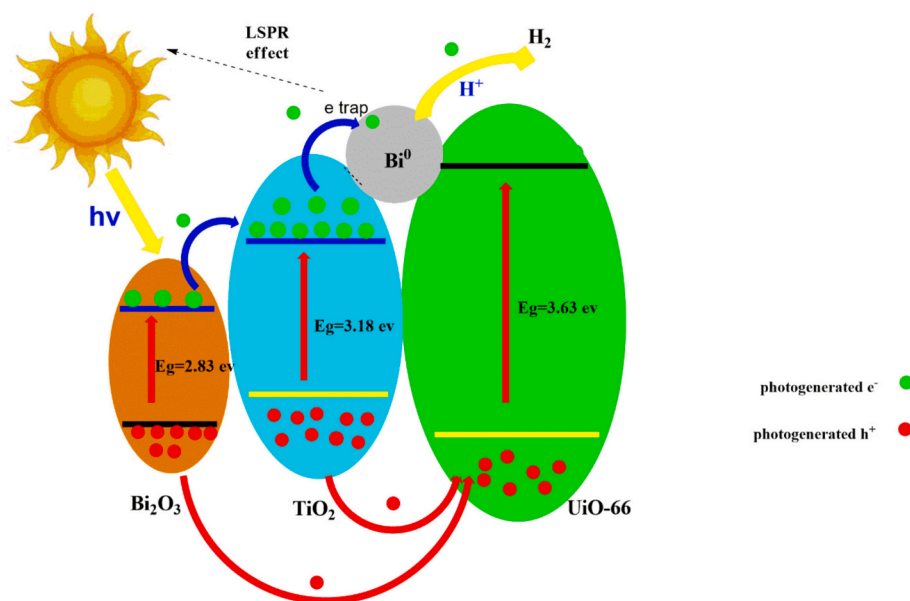 LSPR
effect
H₂
H⁺
e trap
Bi⁰
hv
Eg=3.63 ev
Eg=3.18 ev
Eg=2.83 ev
photogenerated e⁻
photogenerated h⁺
Bi₂O₃
TiO₂
UiO-66